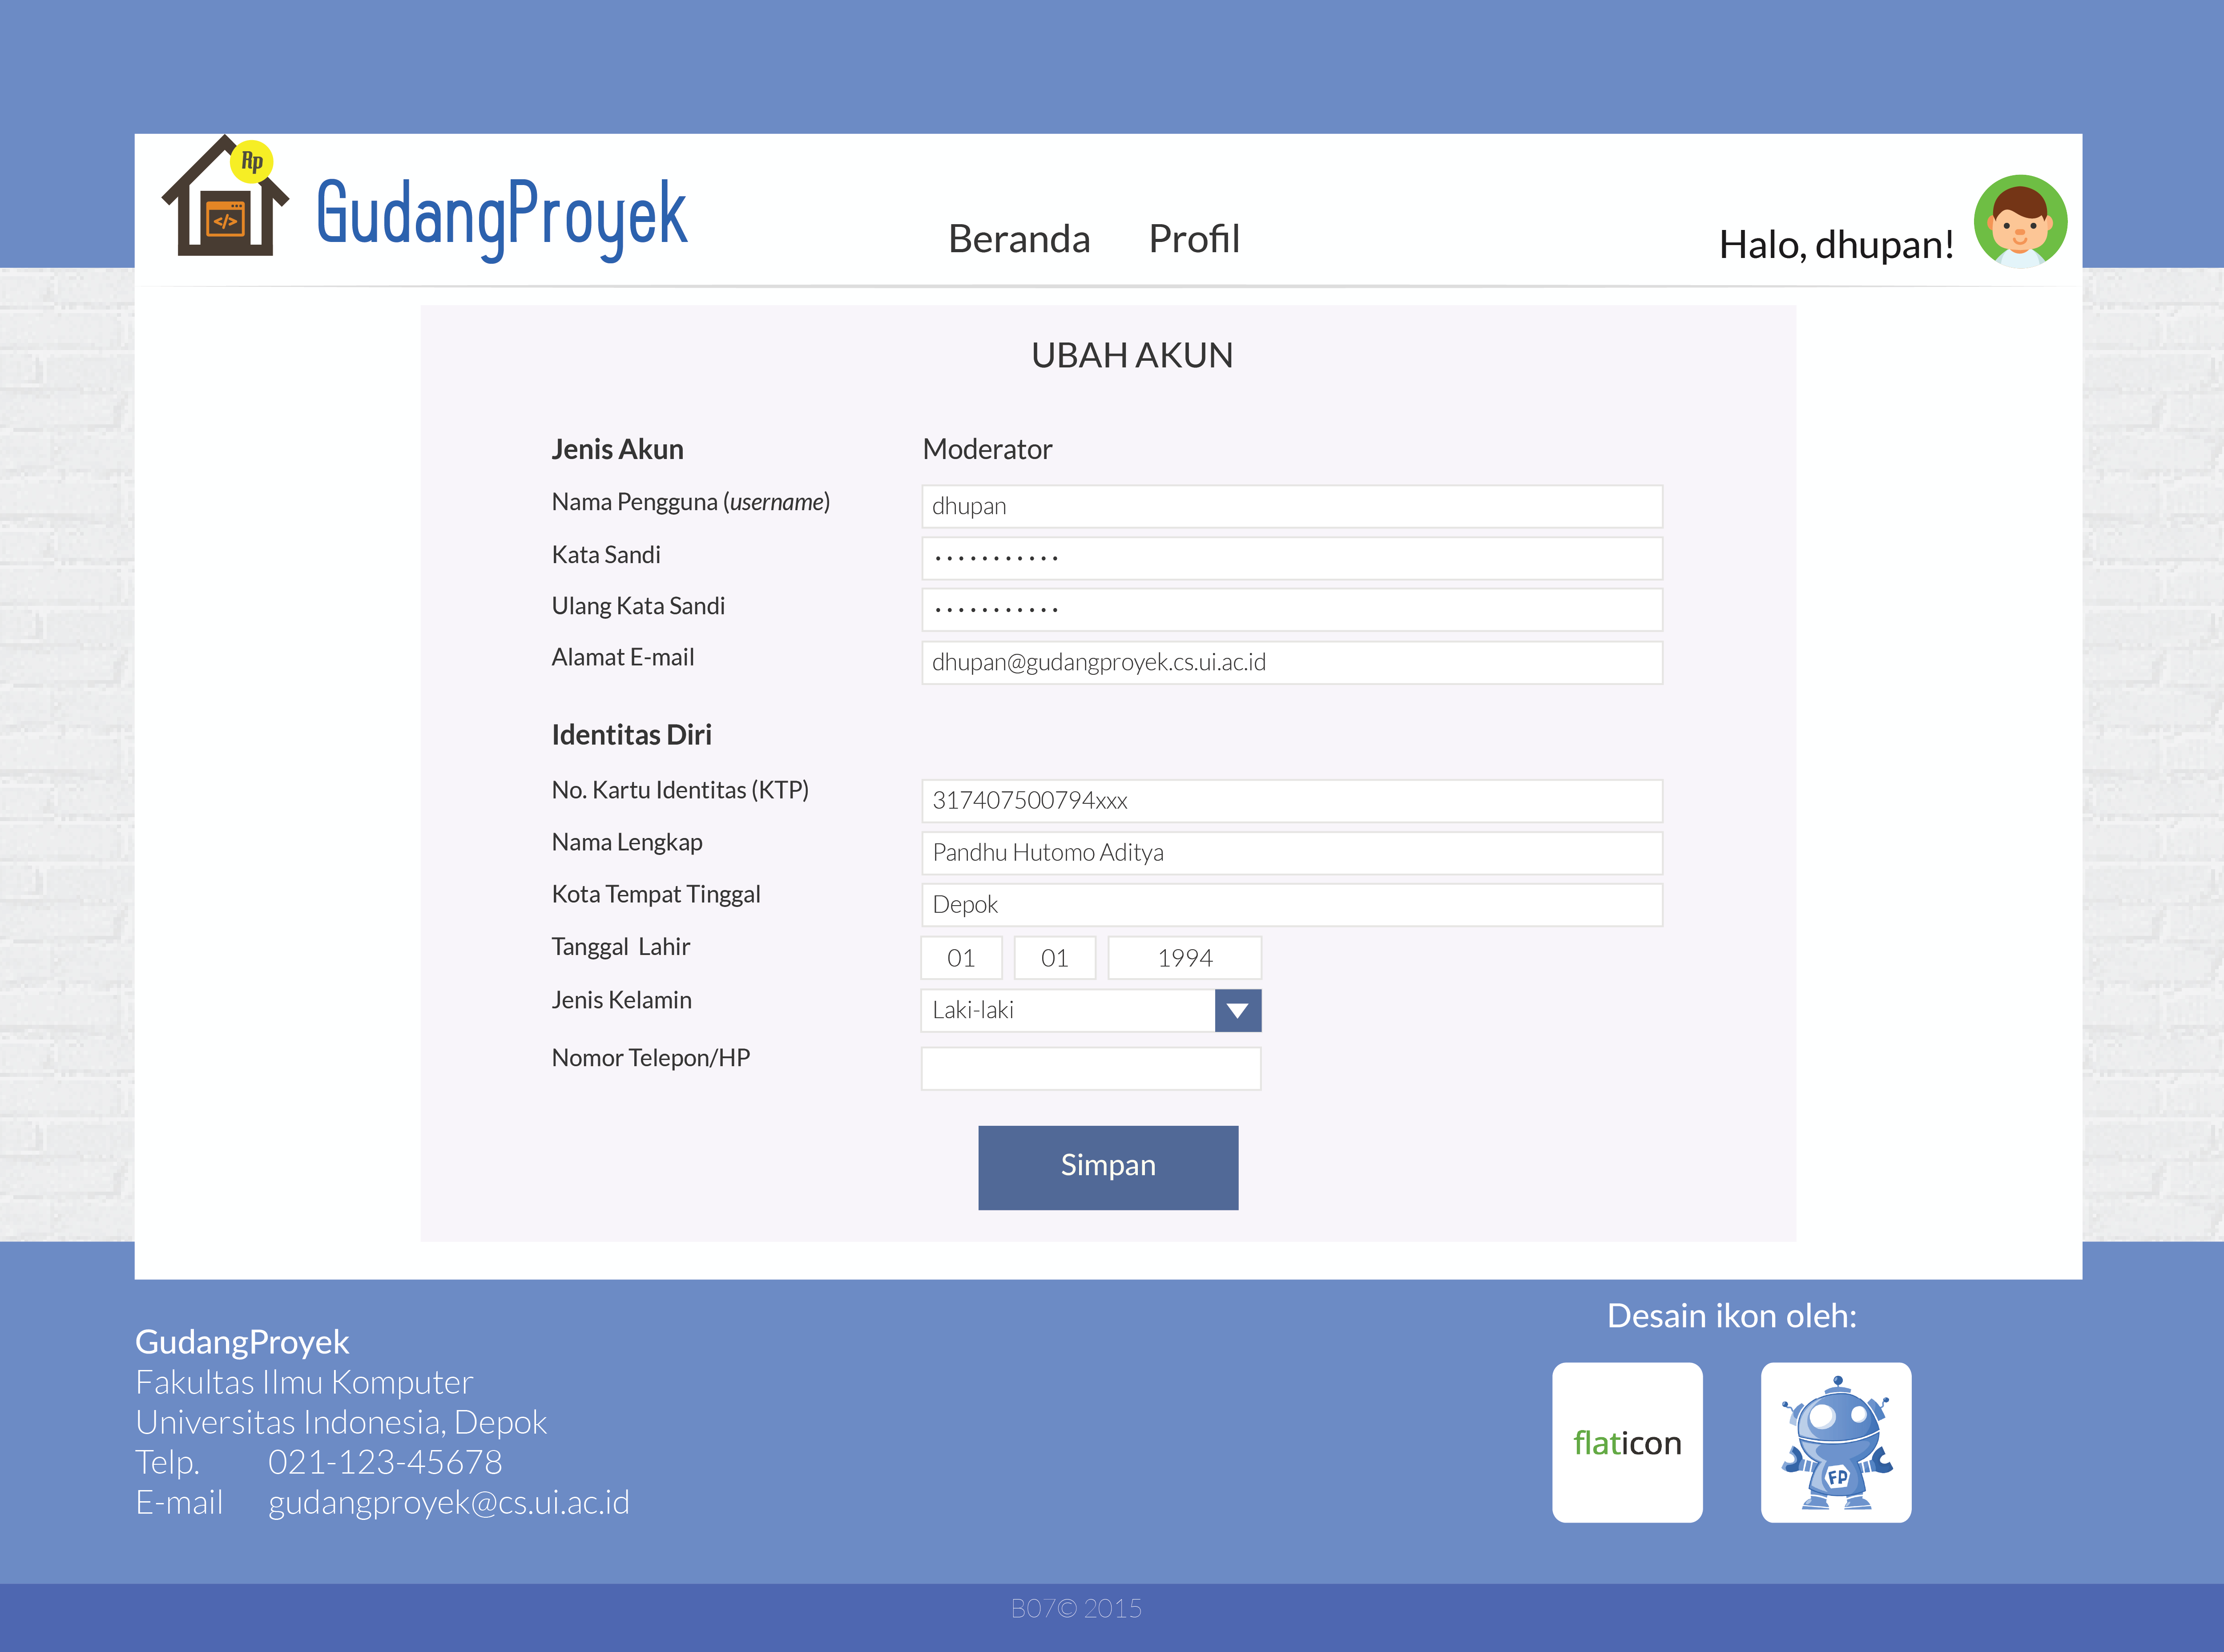 Rp
</>
GudangProyek
Beranda Profil
Halo, dhupan!
UBAH AKUN
Jenis Akun Moderator
Nama Pengguna (username) dhupan
Kata Sandi ...........
Ulang Kata Sandi ...........
Alamat E-mail dhupan@gudangproyek.cs.ui.ac.id
Identitas Diri
No. Kartu Identitas (KTP) 317407500794xxx
Nama Lengkap Pandhu Hutomo Aditya
Kota Tempat Tinggal Depok
Tanggal Lahir 01 01 1994
Jenis Kelamin Laki-laki
Nomor Telepon/HP
Simpan
GudangProyek
Fakultas Ilmu Komputer
Universitas Indonesia, Depok
Telp. 021-123-45678
E-mail gudangproyek@cs.ui.ac.id
Desain ikon oleh:
flaticon
FP
B07© 2015